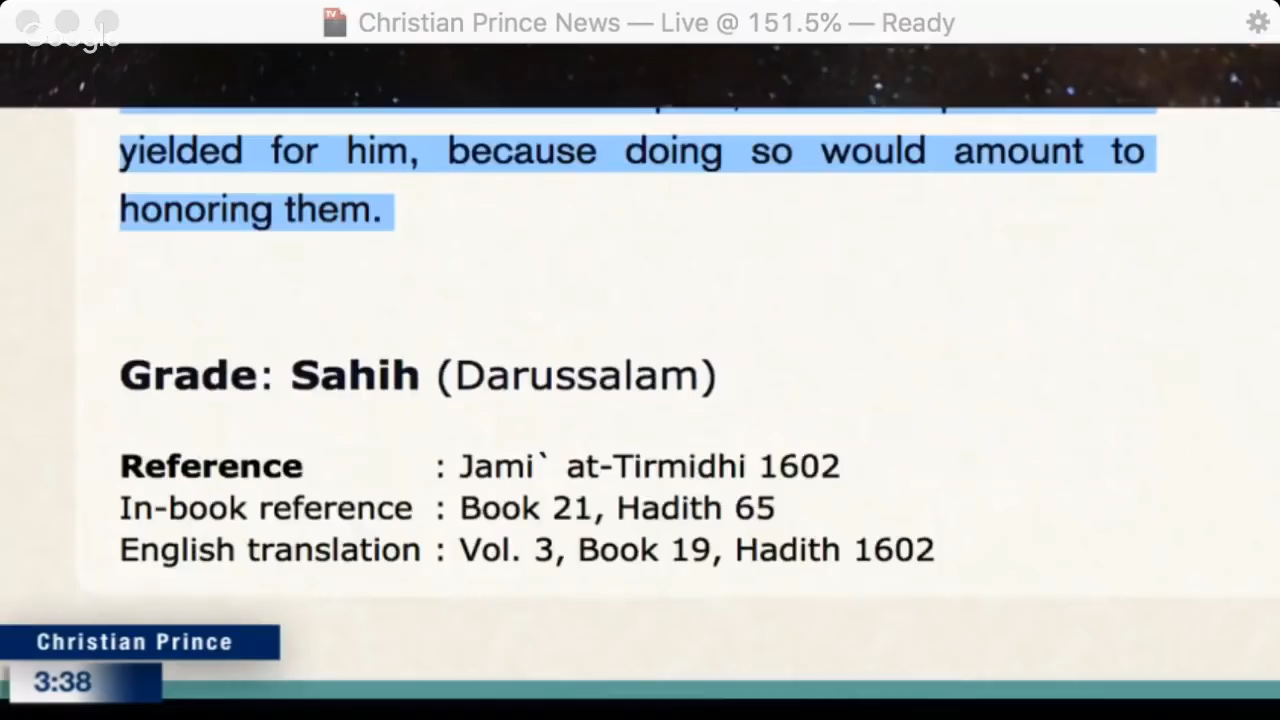 Christian Prince News — Live @ 151.5% — Ready
Google
yielded for him, because doing so would amount to
honoring them.
Grade: Sahih (Darussalam)
Reference : Jami` at-Tirmidhi 1602
In-book reference : Book 21, Hadith 65
English translation : Vol. 3, Book 19, Hadith 1602
Christian Prince
3:38